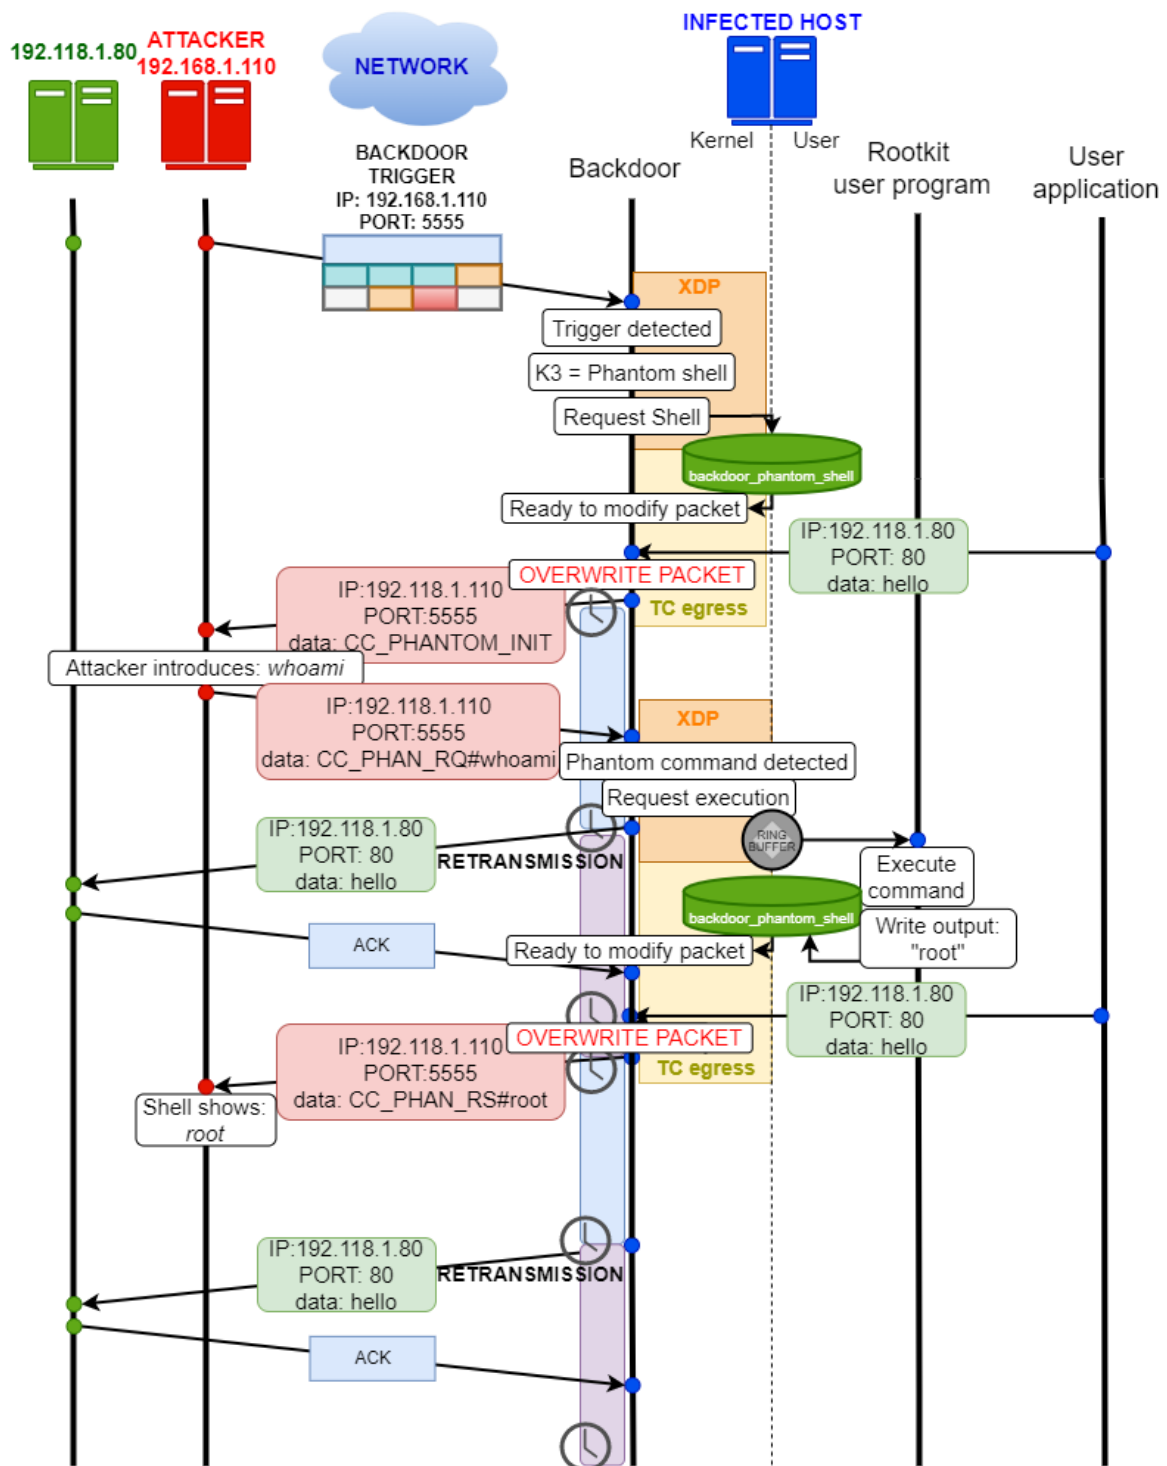 192.118.1.80
ATTACKER
192.168.1.110
NETWORK
INFECTED HOST
Kernel
User
BACKDOOR
TRIGGER
IP: 192.168.1.110
PORT: 5555
Backdoor
Rootkit
user program
User
application
XDP
Trigger detected
K3 = Phantom shell
Request Shell
backdoor_phantom_shell
Ready to modify packet
IP:192.118.1.80
PORT: 80
data: hello
OVERWRITE PACKET
TC egress
IP:192.118.1.110
PORT:5555
data: CC_PHANTOM_INIT
Attacker introduces: whoami
IP:192.118.1.110
PORT:5555
data: CC_PHAN_RQ#whoami
XDP
Phantom command detected
Request execution
RING
BUFFER
Execute
command
IP:192.118.1.80
PORT: 80
data: hello
RETRANSMISSION
backdoor_phantom_shell
Write output:
"root"
ACK
Ready to modify packet
IP:192.118.1.80
PORT: 80
data: hello
OVERWRITE PACKET
TC egress
IP:192.118.1.110
PORT:5555
data: CC_PHAN_RS#root
Shell shows:
root
IP:192.118.1.80
PORT: 80
data: hello
RETRANSMISSION
ACK